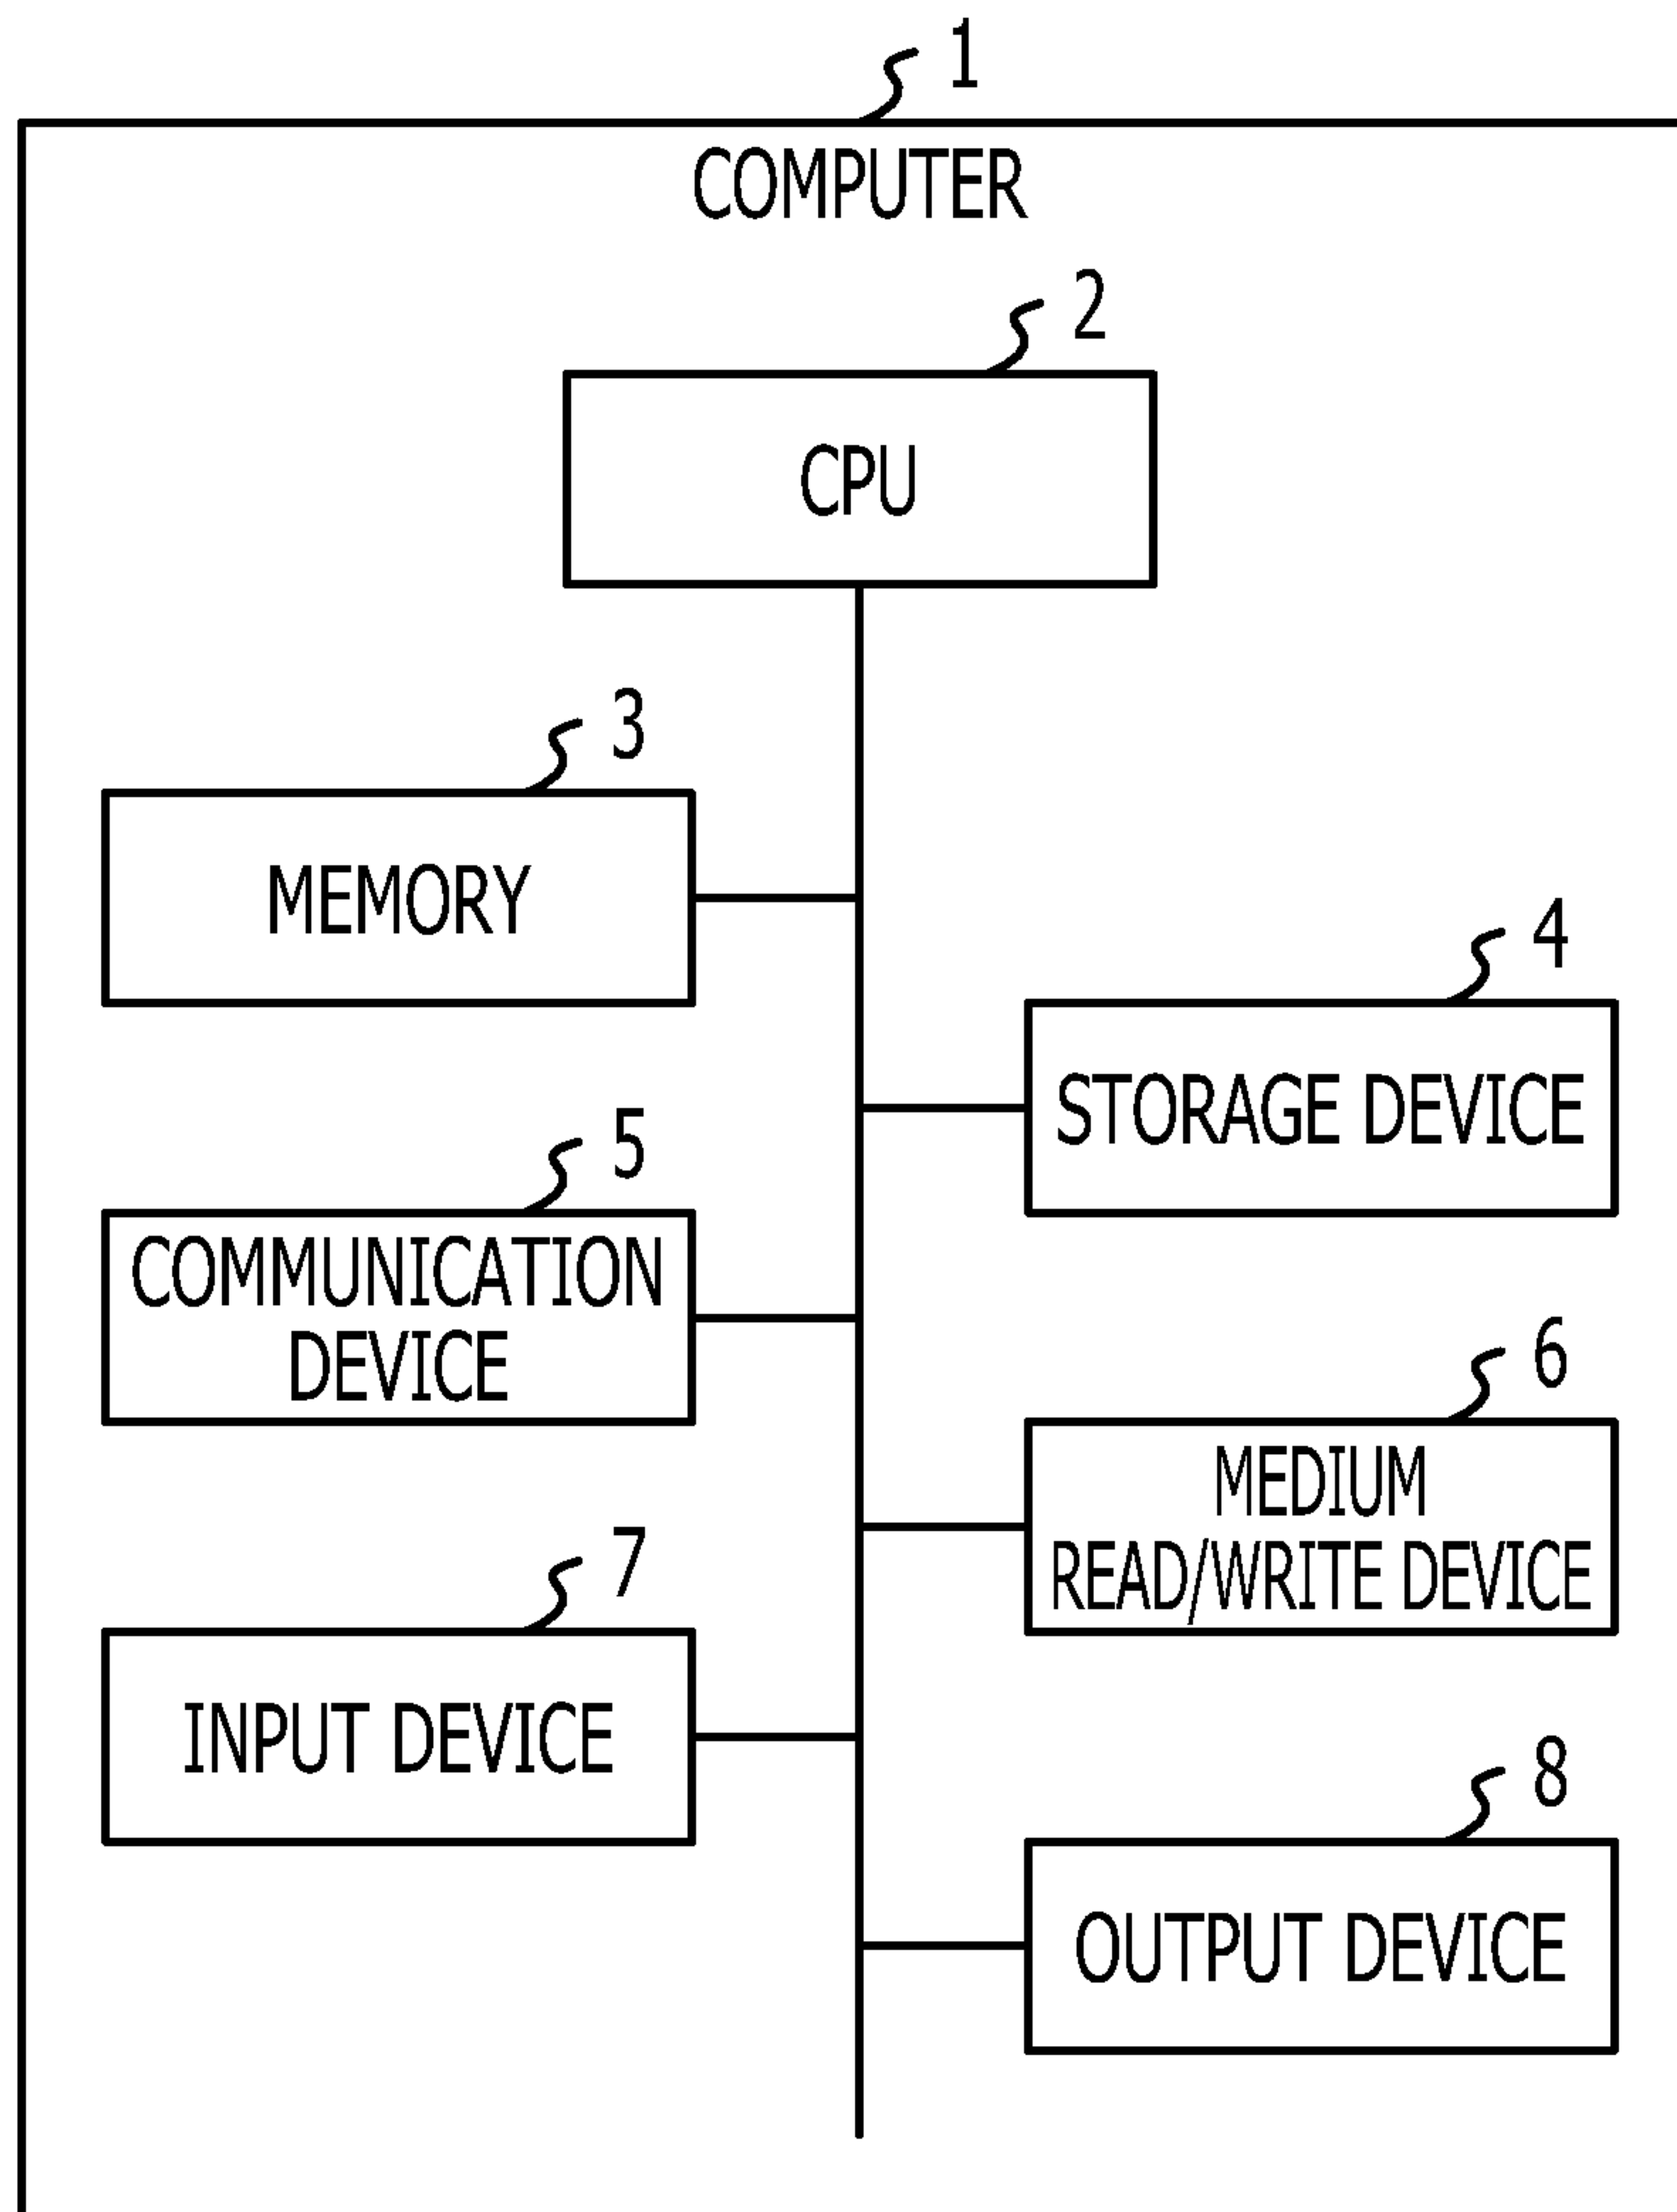 1
COMPUTER
2
CPU
3
MEMORY
4
STORAGE DEVICE
5
COMMUNICATION
DEVICE
6
MEDIUM
READ/WRITE DEVICE
7
INPUT DEVICE
8
OUTPUT DEVICE